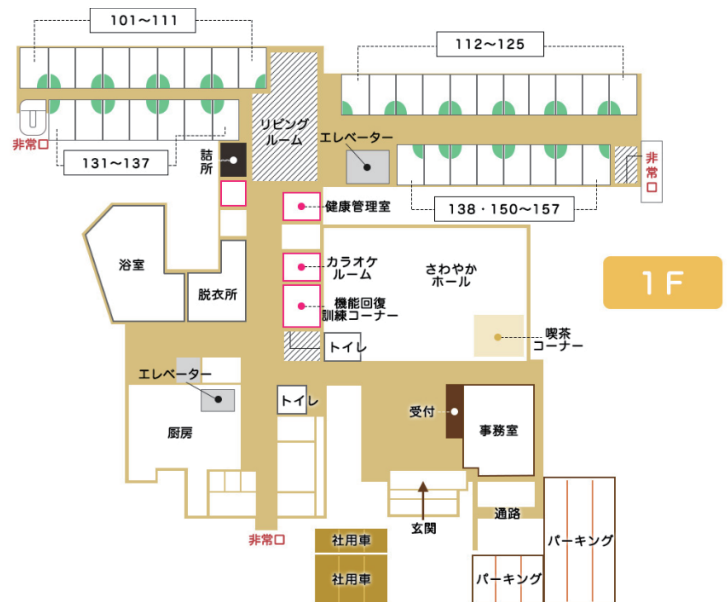 101〜111
112〜125
リビング
ルーム
エレベーター
非常口
131〜137
詰
所
非
常
口
138・150〜157
健康管理室
浴室
脱衣所
カラオケ
ルーム
さわやか
ホール
1F
機能回復
訓練コーナー
喫茶
コーナー
トイレ
エレベーター
トイレ
受付
厨房
事務室
通路
玄関
非常口
社用車
パーキング
社用車
パーキング